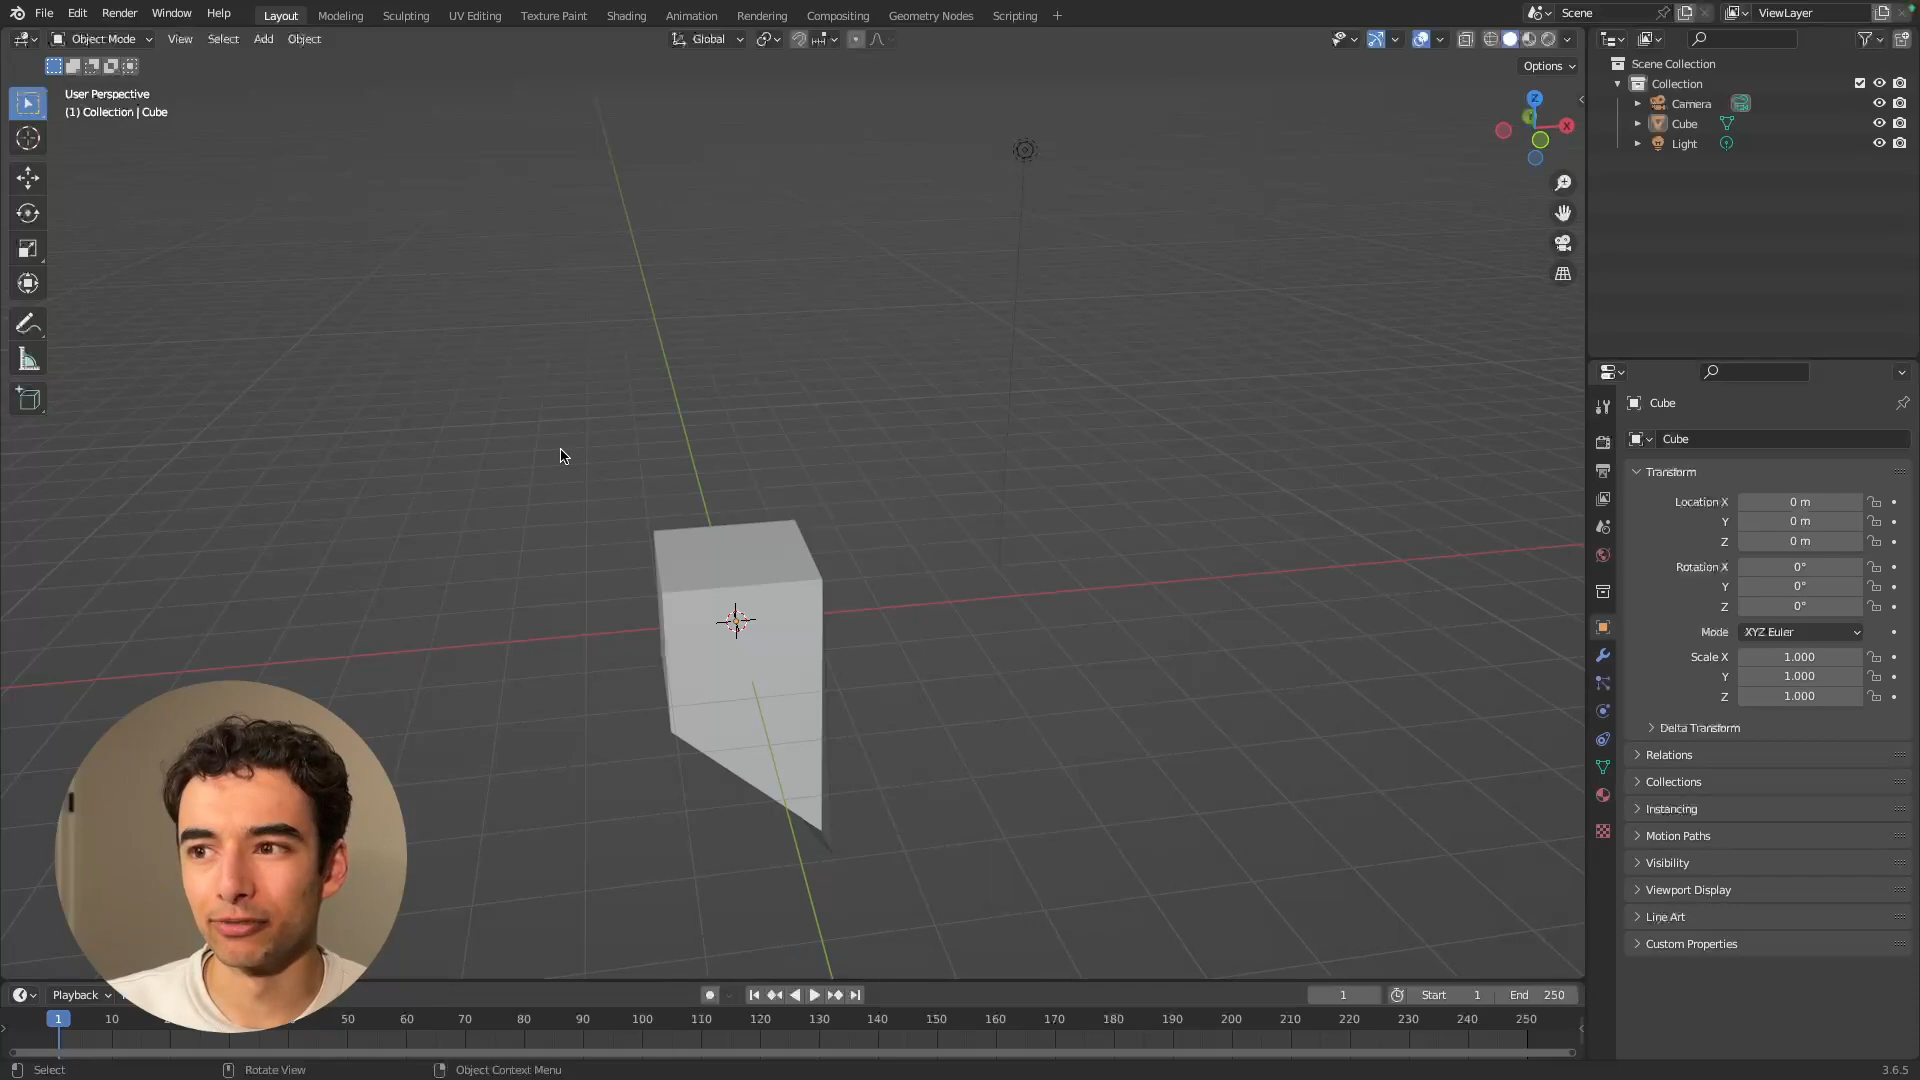 File Edit Render Window Help Layout Modeling Sculpting UV Editing Texture Paint Shading Animation Rendering Compositing Geometry Nodes Scripting + Scene ViewLayer
Object Mode View Select Add Object Global
Options
User Perspective
(1) Collection | Cube
Z
X
Scene Collection
Collection
Camera
Cube
Light
Cube
Cube
Transform
Location X 0 m
Y 0 m
Z 0 m
Rotation X 0°
Y 0°
Z 0°
Mode XYZ Euler
Scale X 1.000
Y 1.000
Z 1.000
Delta Transform
Relations
Collections
Instancing
Motion Paths
Visibility
Viewport Display
Line Art
Custom Properties
Playback 1 Start 1 End 250
1 10 50 60 70 80 90 100 110 120 130 140 150 160 170 180 190 200 210 220 230 240 250
Select Rotate View Object Context Menu 3.6.5